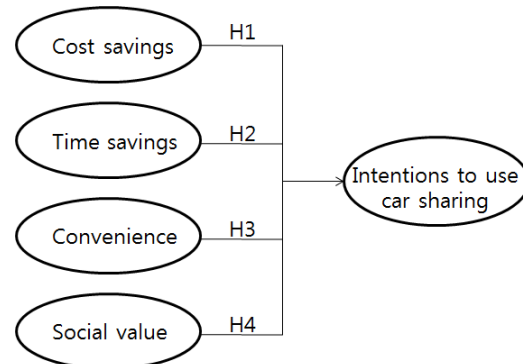 Cost savings
H1
Time savings
H2
Convenience
H3
Social value
H4
Intentions to use
car sharing